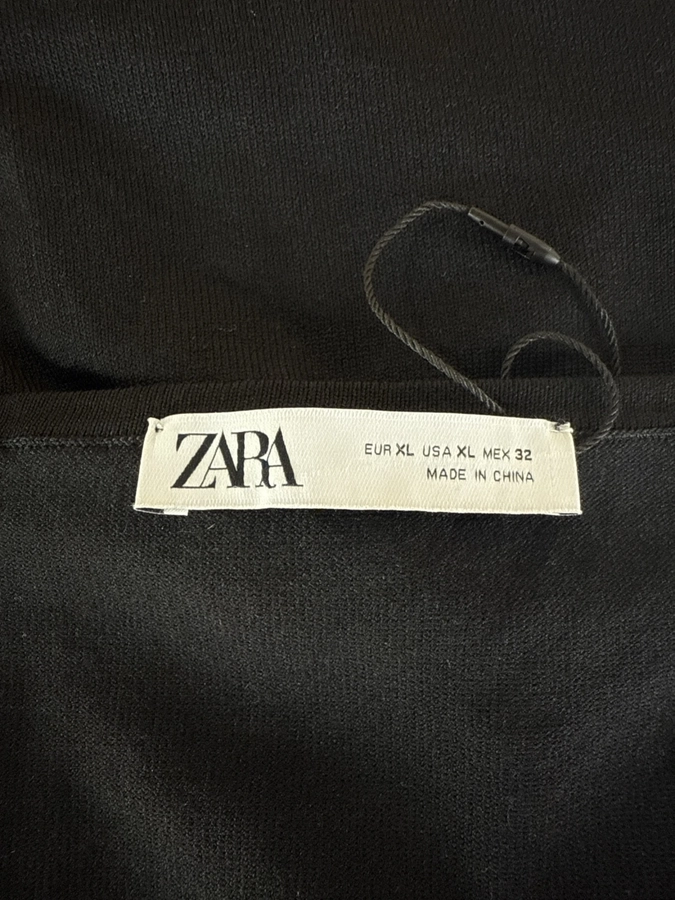 ZARA
EUR XL USA XL MEX 32
MADE IN CHINA